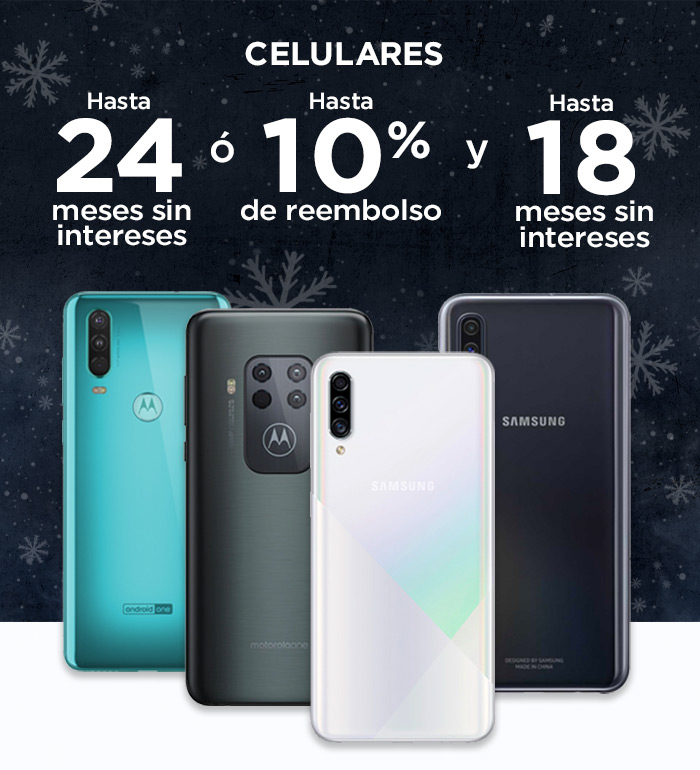 CELULARES
Hasta
24
meses sin
intereses
ó
Hasta
10%
de reembolso
y
Hasta
18
meses sin
intereses
SAMSUNG
SAMSUNG
android one
motorola one
DESIGNED BY SAMSUNG
MADE IN CHINA